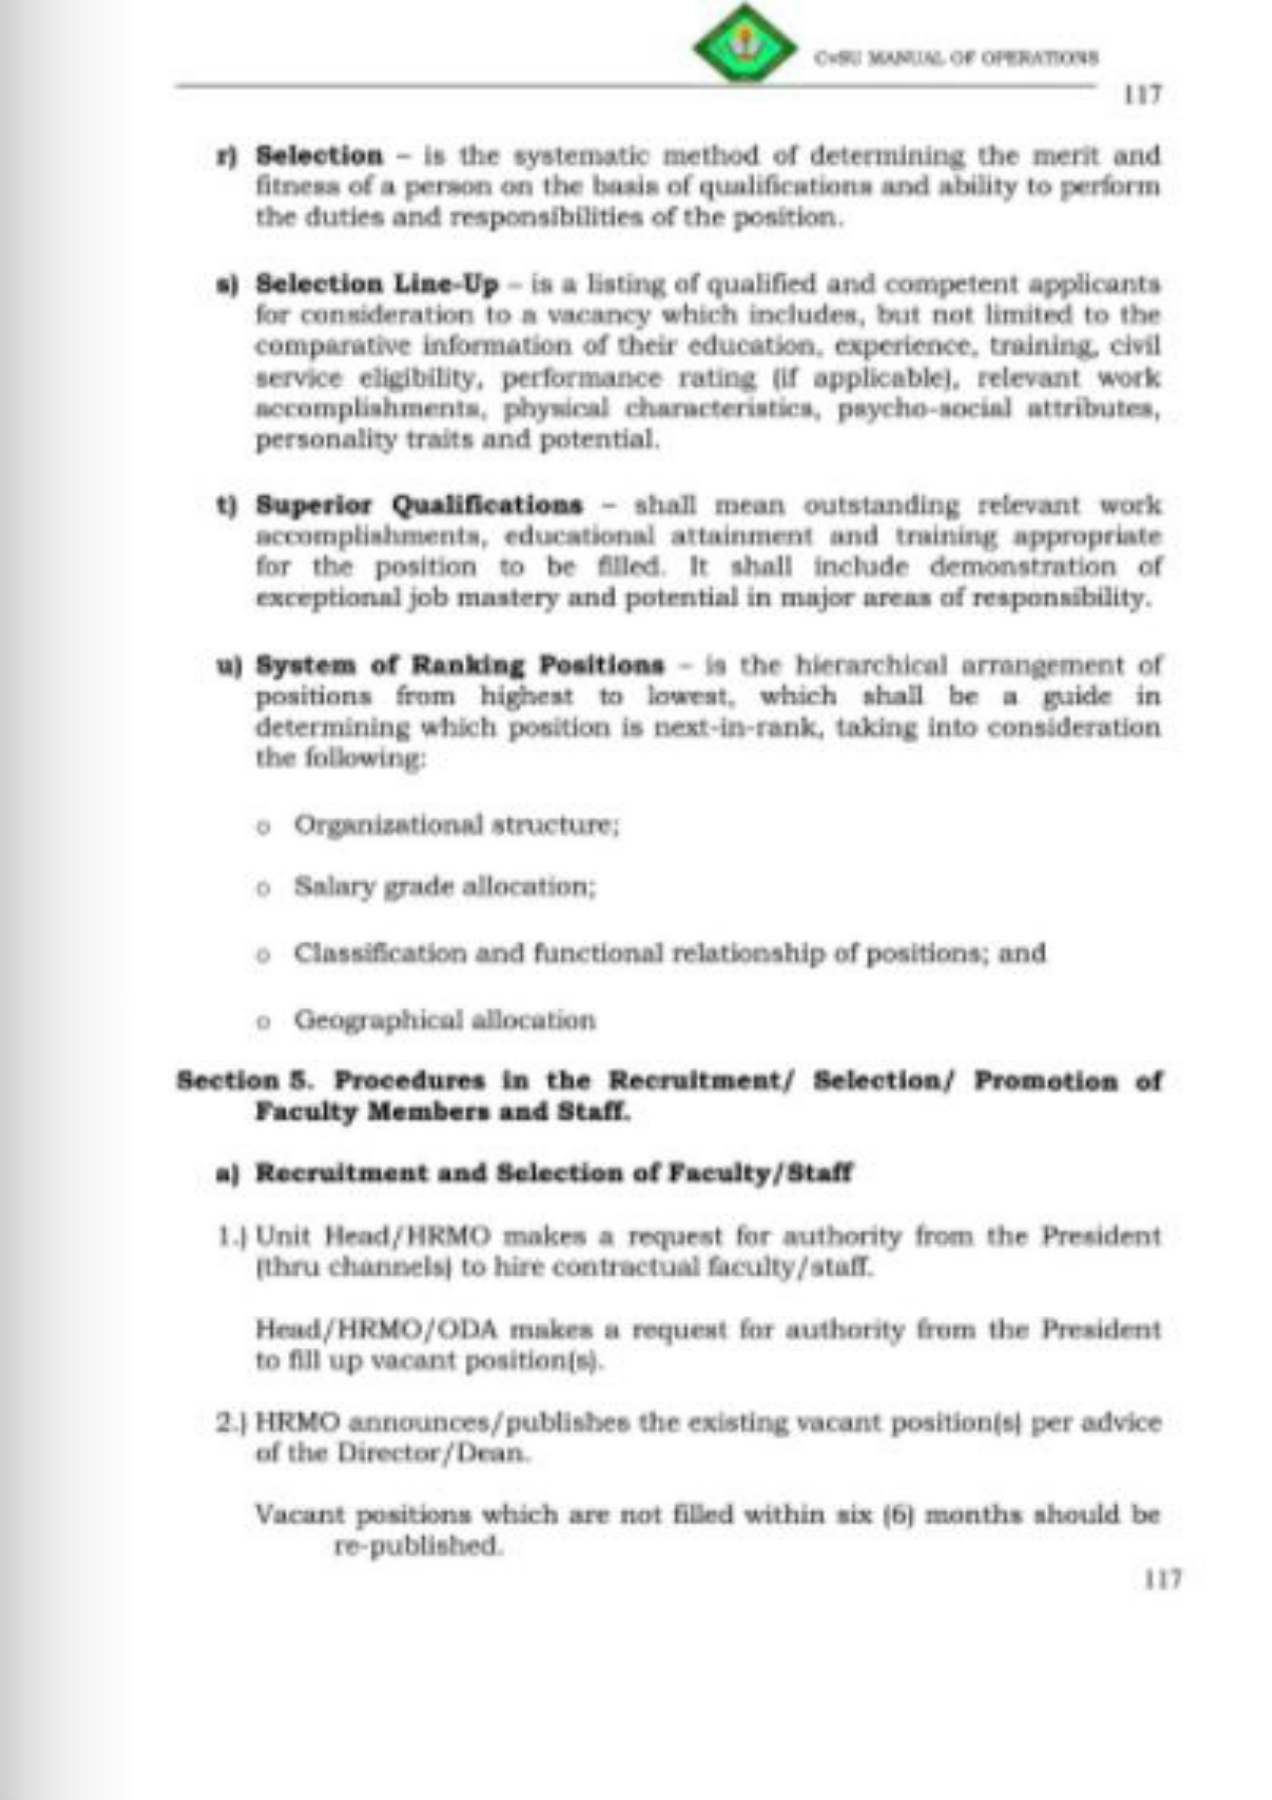 CvSU MANUAL OF OPERATIONS
117
r) Selection – is the systematic method of determining the merit and
fitness of a person on the basis of qualifications and ability to perform
the duties and responsibilities of the position.
s) Selection Line-Up – is a listing of qualified and competent applicants
for consideration to a vacancy which includes, but not limited to the
comparative information of their education, experience, training, civil
service eligibility, performance rating (if applicable), relevant work
accomplishments, physical characteristics, psycho-social attributes,
personality traits and potential.
t) Superior Qualifications – shall mean outstanding relevant work
accomplishments, educational attainment and training appropriate
for the position to be filled. It shall include demonstration of
exceptional job mastery and potential in major areas of responsibility.
u) System of Ranking Positions – is the hierarchical arrangement of
positions from highest to lowest, which shall be a guide in
determining which position is next-in-rank, taking into consideration
the following:
o Organizational structure;
o Salary grade allocation;
o Classification and functional relationship of positions; and
o Geographical allocation
Section 5. Procedures in the Recruitment/ Selection/ Promotion of
Faculty Members and Staff.
a) Recruitment and Selection of Faculty/Staff
1.) Unit Head/HRMO makes a request for authority from the President
(thru channels) to hire contractual faculty/staff.
Head/HRMO/ODA makes a request for authority from the President
to fill up vacant position(s).
2.) HRMO announces/publishes the existing vacant position(s) per advice
of the Director/Dean.
Vacant positions which are not filled within six (6) months should be
re-published.
117